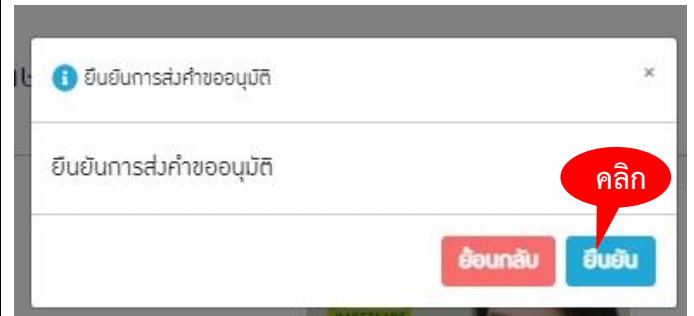 ยืนยันการส่งคำขออนุมัติ ×
ยืนยันการส่งคำขออนุมัติ
คลิก
ย้อนกลับ ยืนยัน